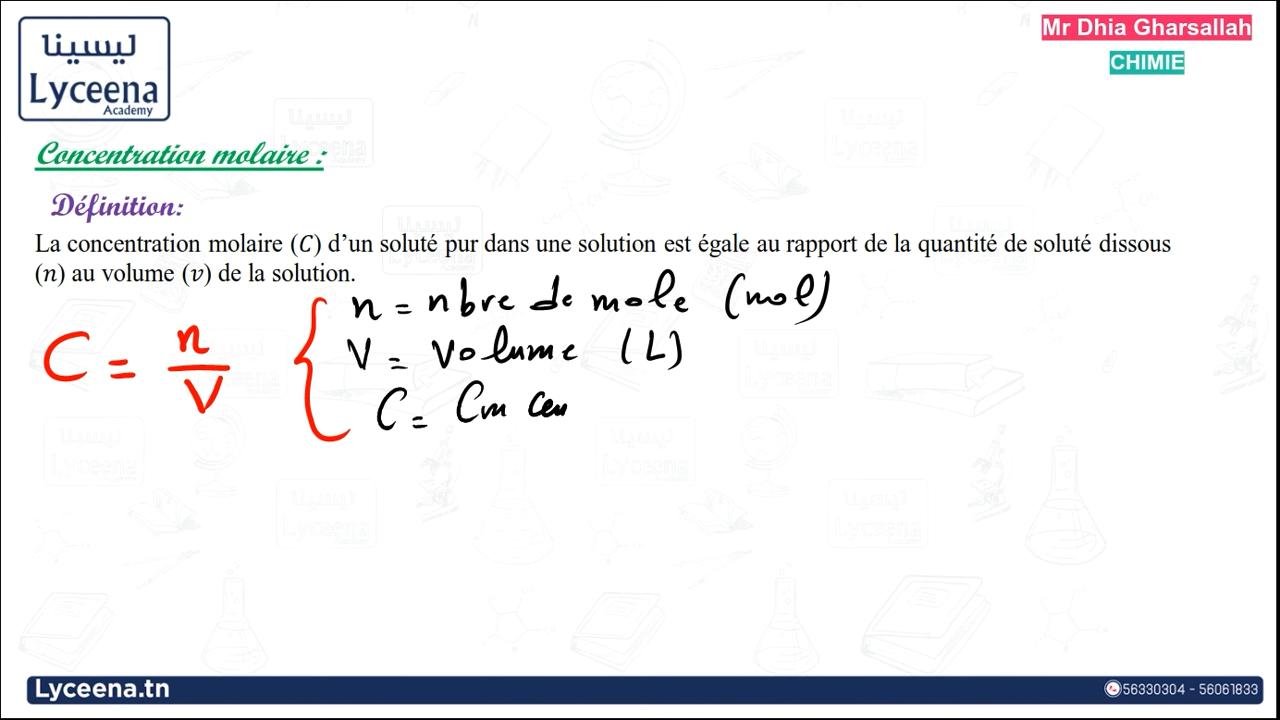 ليسينا
Lyceena
Academy
Mr Dhia Gharsallah
CHIMIE
Concentration molaire :
Définition:
La concentration molaire (C) d’un soluté pur dans une solution est égale au rapport de la quantité de soluté dissous
(n) au volume (v) de la solution.
C = n/V
n = nbre de mole (mol)
V = Volume (L)
C =
Lyceena.tn
56330304 - 56061833